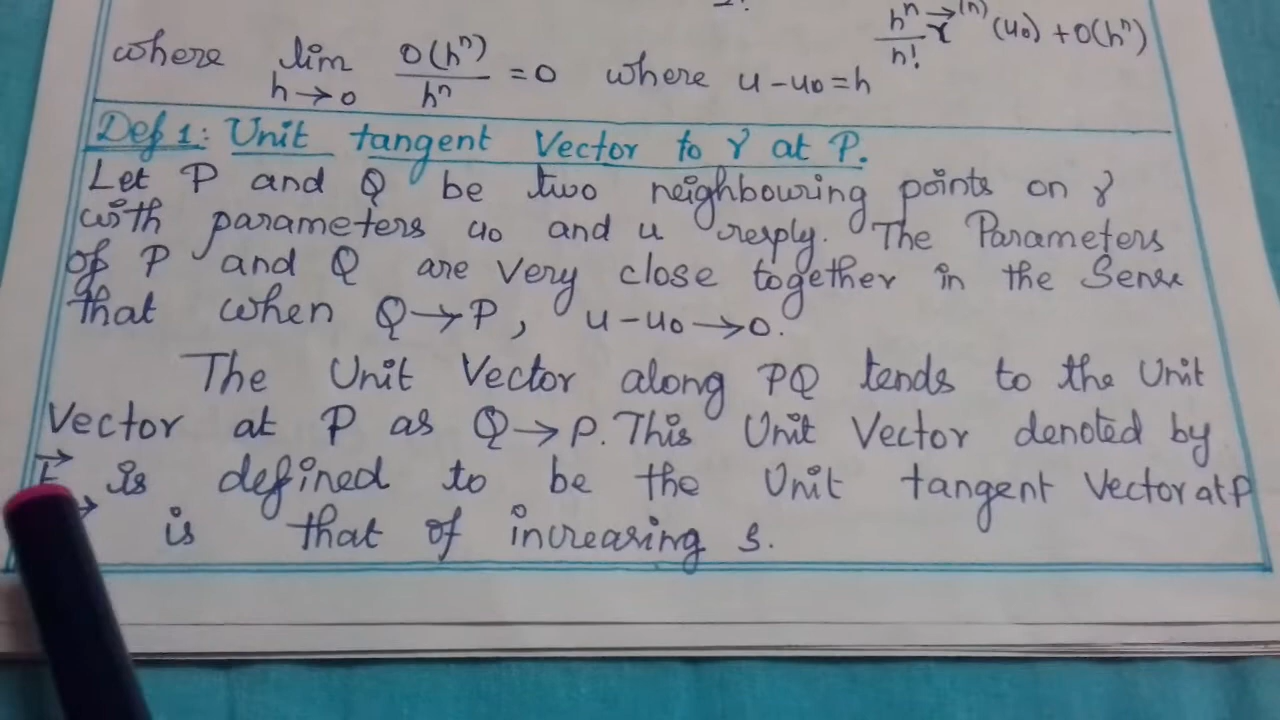 h^n/n! r⃗^(n) (u0) + O(h^n)
where lim h→0 O(h^n)/h^n = 0 where u-u0=h
Def 1: Unit tangent Vector to γ at P.
Let P and Q be two neighbouring points on γ
with parameters u0 and u resply. The Parameters
of P and Q are very close together in the Sense
that when Q→P, u-u0→0.
The Unit Vector along PQ tends to the Unit
Vector at P as Q→P. This Unit Vector denoted by
t⃗ is defined to be the Unit tangent Vector at P
is that of increasing s.